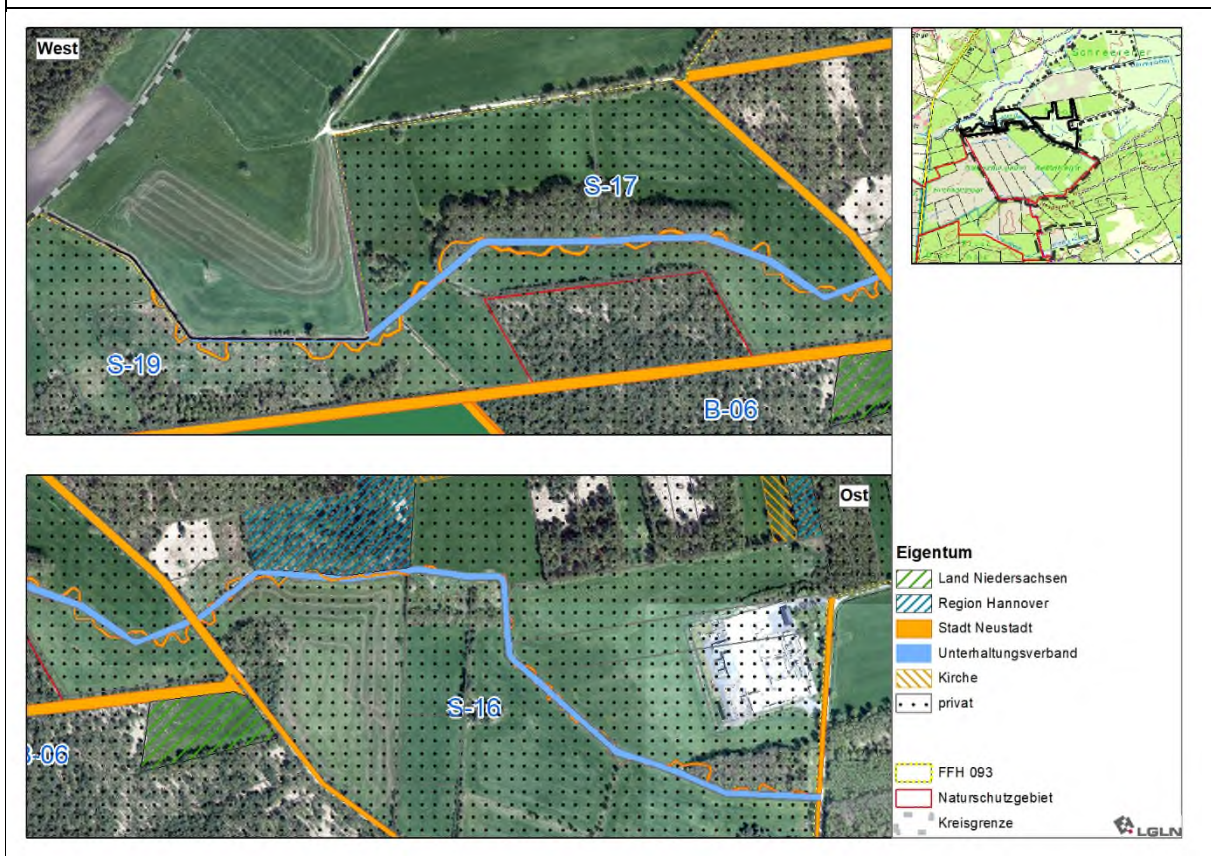 West
S-17
S-19
B-06
Ost
S-16
3-06
Eigentum
Land Niedersachsen
Region Hannover
Stadt Neustadt
Unterhaltungsverband
Kirche
privat
FFH 093
Naturschutzgebiet
Kreisgrenze
LGLN